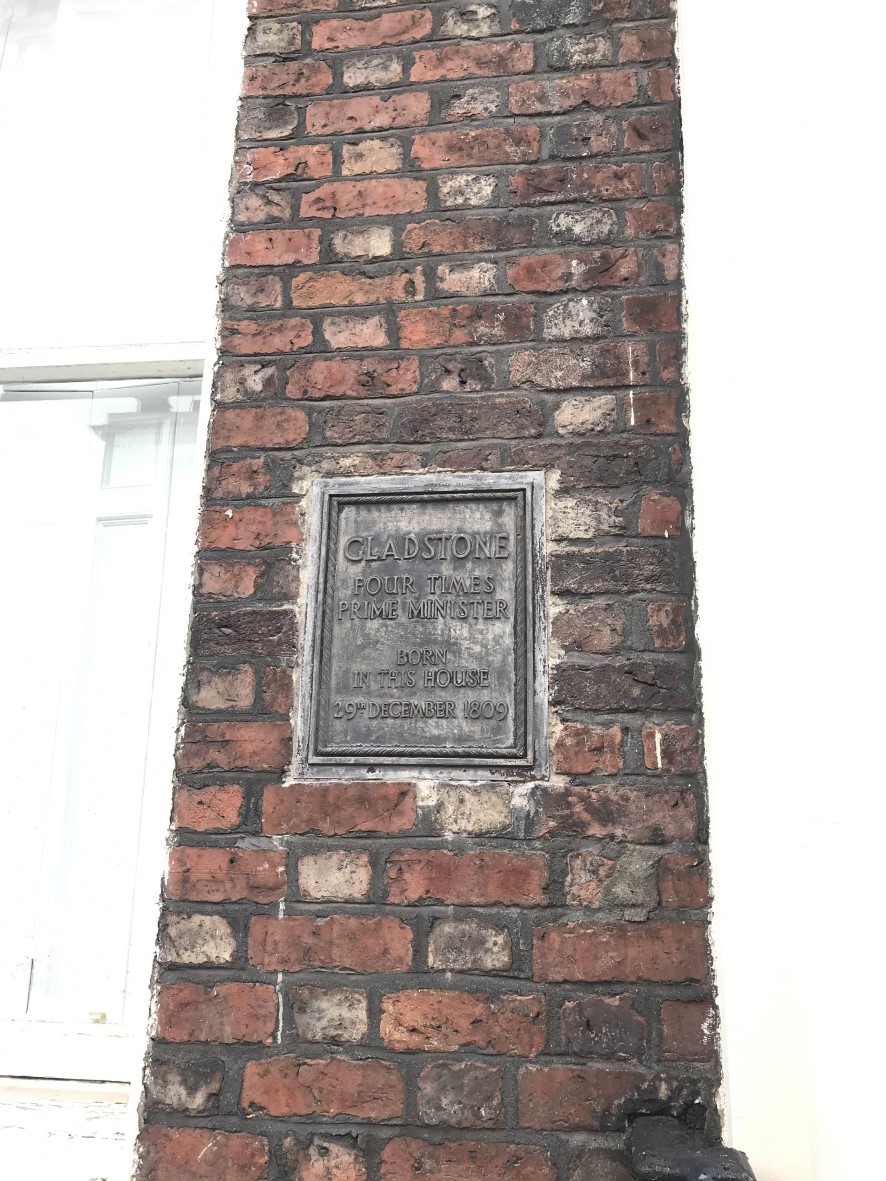 GLADSTONE
FOUR TIMES
PRIME MINISTER
BORN
IN THIS HOUSE
29TH DECEMBER 1809